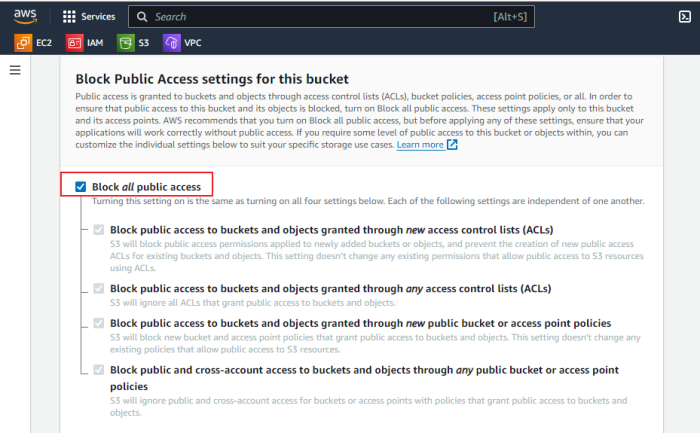 aws
Services
Search
[Alt+S]
EC2
IAM
S3
VPC
Block Public Access settings for this bucket
Public access is granted to buckets and objects through access control lists (ACLs), bucket policies, access point policies, or all. In order to
ensure that public access to this bucket and its objects is blocked, turn on Block all public access. These settings apply only to this bucket
and its access points. AWS recommends that you turn on Block all public access, but before applying any of these settings, ensure that your
applications will work correctly without public access. If you require some level of public access to this bucket or objects within, you can
customize the individual settings below to suit your specific storage use cases. Learn more
Block all public access
Turning this setting on is the same as turning on all four settings below. Each of the following settings are independent of one another.
Block public access to buckets and objects granted through new access control lists (ACLs)
S3 will block public access permissions applied to newly added buckets or objects, and prevent the creation of new public access
ACLs for existing buckets and objects. This setting doesn't change any existing permissions that allow public access to S3 resources
using ACLs.
Block public access to buckets and objects granted through any access control lists (ACLs)
S3 will ignore all ACLs that grant public access to buckets and objects.
Block public access to buckets and objects granted through new public bucket or access point policies
S3 will block new bucket and access point policies that grant public access to buckets and objects. This setting doesn't change any
existing policies that allow public access to S3 resources.
Block public and cross-account access to buckets and objects through any public bucket or access point
policies
S3 will ignore public and cross-account access for buckets or access points with policies that grant public access to buckets and
objects.